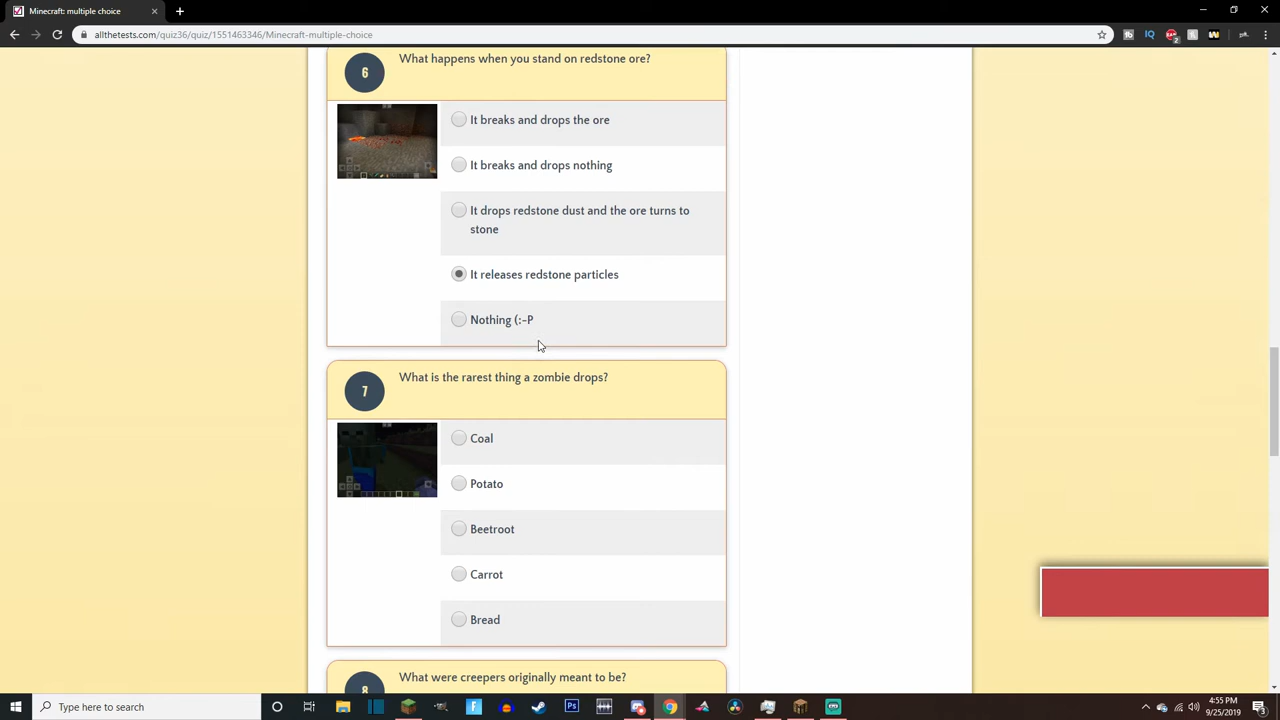 Minecraft: multiple choice
allthetests.com/quiz36/quiz/1551463346/Minecraft-multiple-choice
6
What happens when you stand on redstone ore?
It breaks and drops the ore
It breaks and drops nothing
It drops redstone dust and the ore turns to
stone
It releases redstone particles
Nothing (:-P
7
What is the rarest thing a zombie drops?
Coal
Potato
Beetroot
Carrot
Bread
8
What were creepers originally meant to be?
Type here to search
4:55 PM
9/25/2019